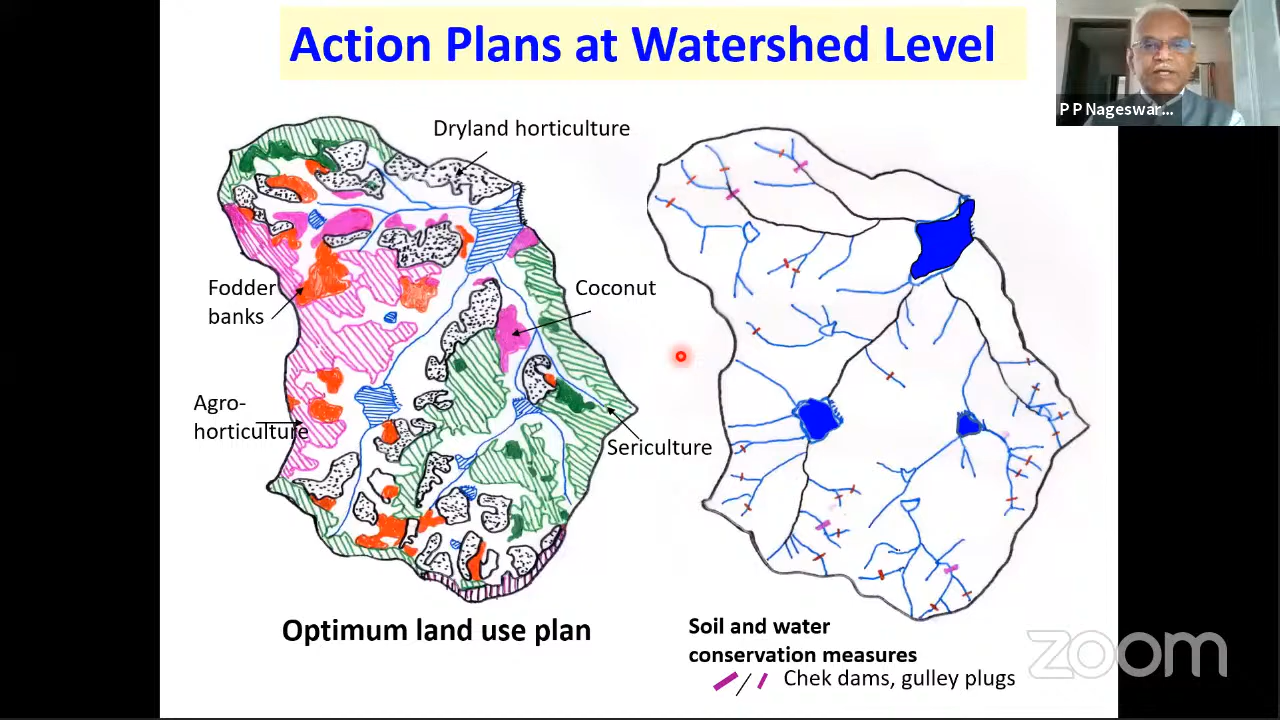 Action Plans at Watershed Level
P P Nageswar...
Dryland horticulture
Fodder
banks
Coconut
Agro-
horticulture
Sericulture
Optimum land use plan
Soil and water
conservation measures
Chek dams, gulley plugs
zoom